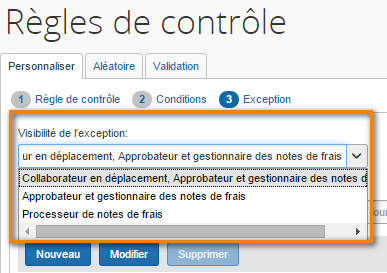 Règles de contrôle
Personnaliser Aléatoire Validation
1 Règle de contrôle 2 Conditions 3 Exception
Visibilité de l'exception:
ur en déplacement, Approbateur et gestionnaire des notes de frais
Collaborateur en déplacement, Approbateur et gestionnaire des notes d
Approbateur et gestionnaire des notes de frais
Processeur de notes de frais
Nouveau Modifier Supprimer